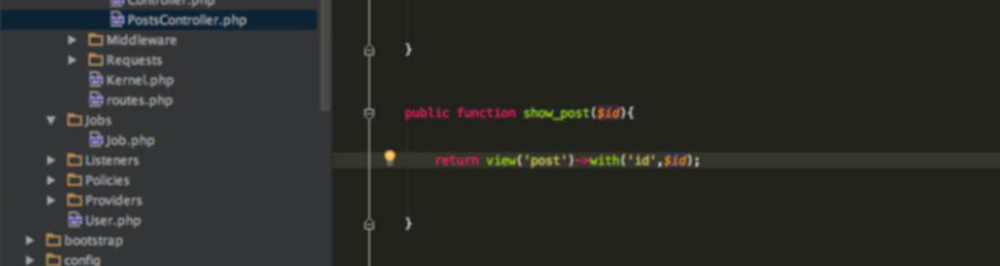 Controller.php
PostsController.php
Middleware
Requests
Kernel.php
routes.php
Jobs
Job.php
Listeners
Policies
Providers
User.php
bootstrap
config
}
public function show_post($id){
return view('post')->with('id',$id);
}